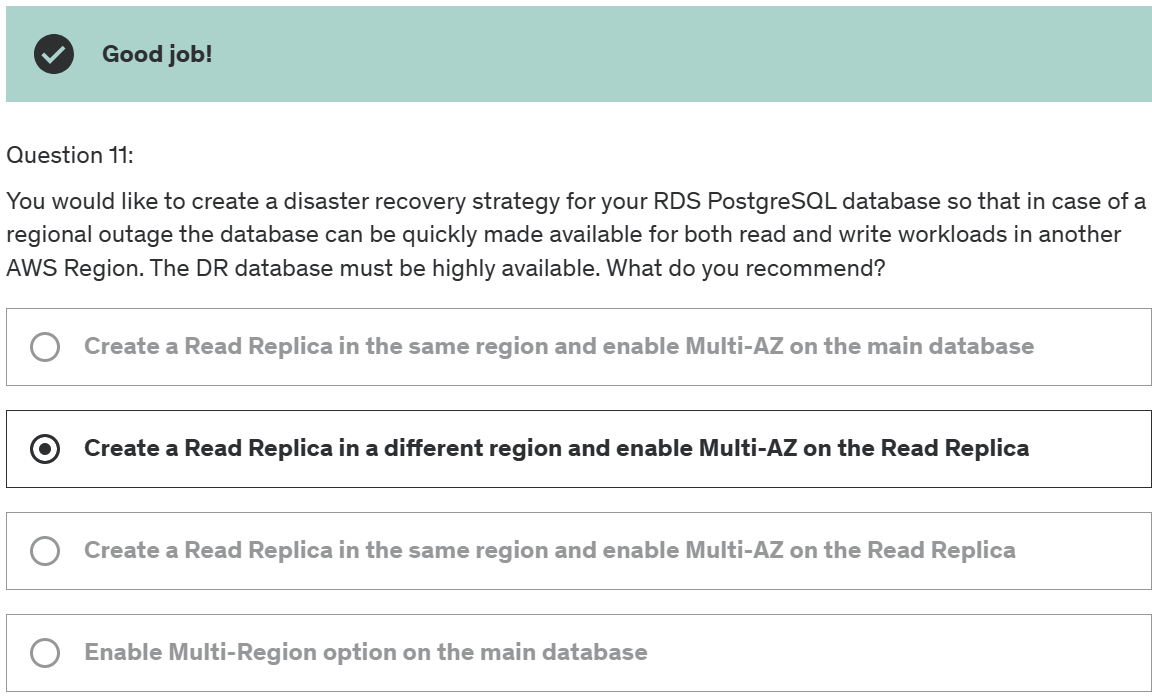 Good job!
Question 11:
You would like to create a disaster recovery strategy for your RDS PostgreSQL database so that in case of a
regional outage the database can be quickly made available for both read and write workloads in another
AWS Region. The DR database must be highly available. What do you recommend?
Create a Read Replica in the same region and enable Multi-AZ on the main database
Create a Read Replica in a different region and enable Multi-AZ on the Read Replica
Create a Read Replica in the same region and enable Multi-AZ on the Read Replica
Enable Multi-Region option on the main database